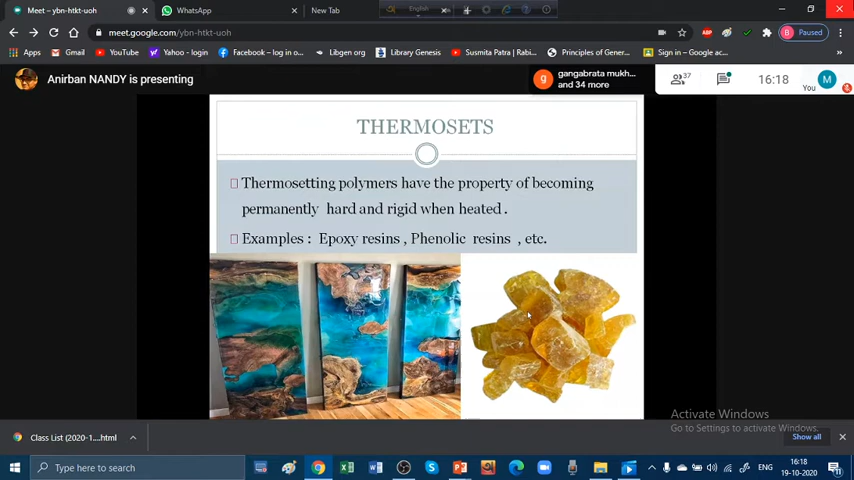 Meet – ybn-htkt-uoh
WhatsApp
New Tab
English
meet.google.com/ybn-htkt-uoh
ABP
B Paused
Apps
Gmail
YouTube
Yahoo - login
Facebook – log in o...
Libgen org
Library Genesis
Susmita Patra | Rabi...
Principles of Gener...
Sign in – Google ac...
Anirban NANDY is presenting
g
gangabrata mukh...
and 34 more
37
16:18
You
M
THERMOSETS
Thermosetting polymers have the property of becoming
permanently hard and rigid when heated .
Examples : Epoxy resins , Phenolic resins , etc.
Activate Windows
Go to Settings to activate Windows.
Class List (2020-1....html
Show all
Type here to search
ENG
16:18
19-10-2020